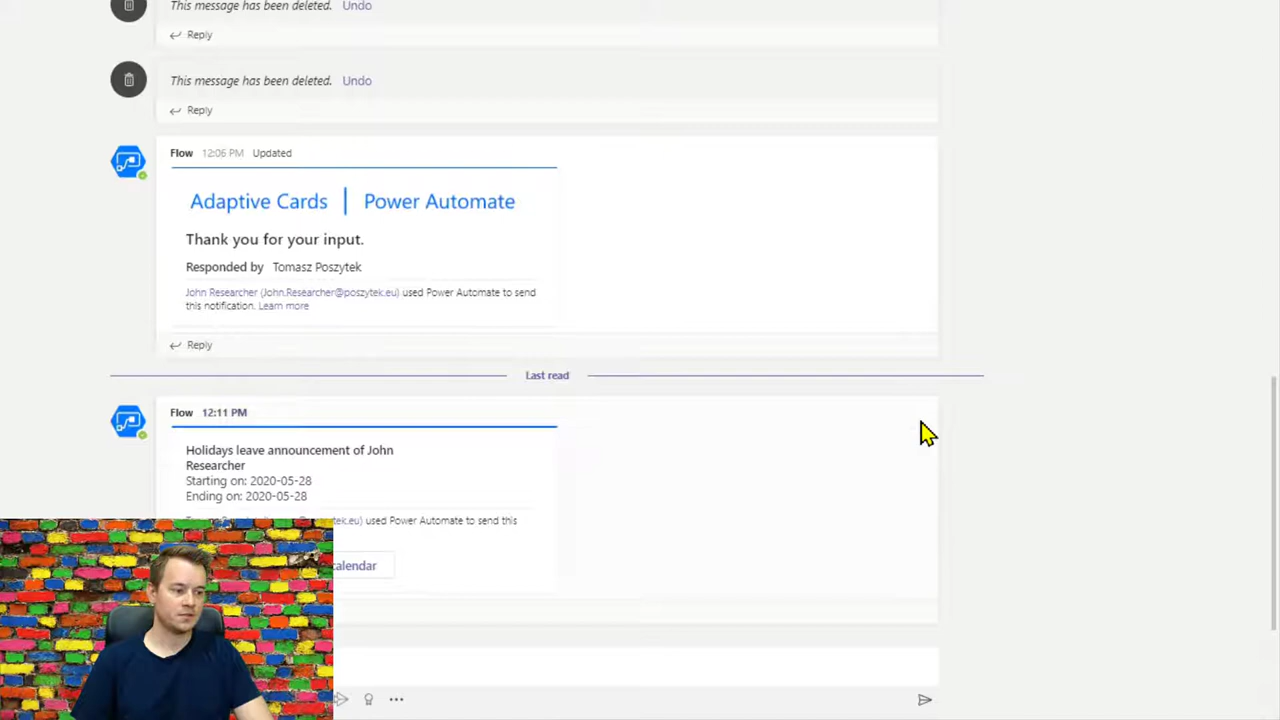 This message has been deleted. Undo
Reply
This message has been deleted. Undo
Reply
Flow 12:06 PM Updated
Adaptive Cards | Power Automate
Thank you for your input.
Responded by Tomasz Poszytek
John Researcher (John.Researcher@poszytek.eu) used Power Automate to send
this notification. Learn more
Reply
Last read
Flow 12:11 PM
Holidays leave announcement of John
Researcher
Starting on: 2020-05-28
Ending on: 2020-05-28
tek.eu) used Power Automate to send this
calendar